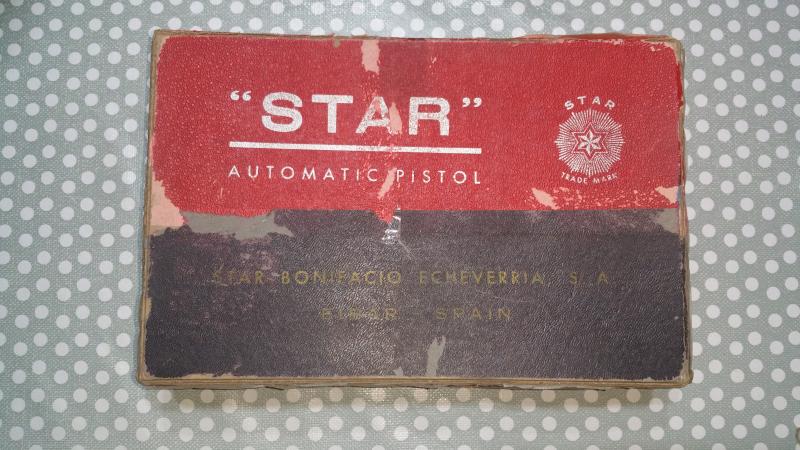 "STAR"
AUTOMATIC PISTOL
STAR
TRADE MARK
STAR BONIFACIO ECHEVERRIA, S. A.
EIBAR - SPAIN